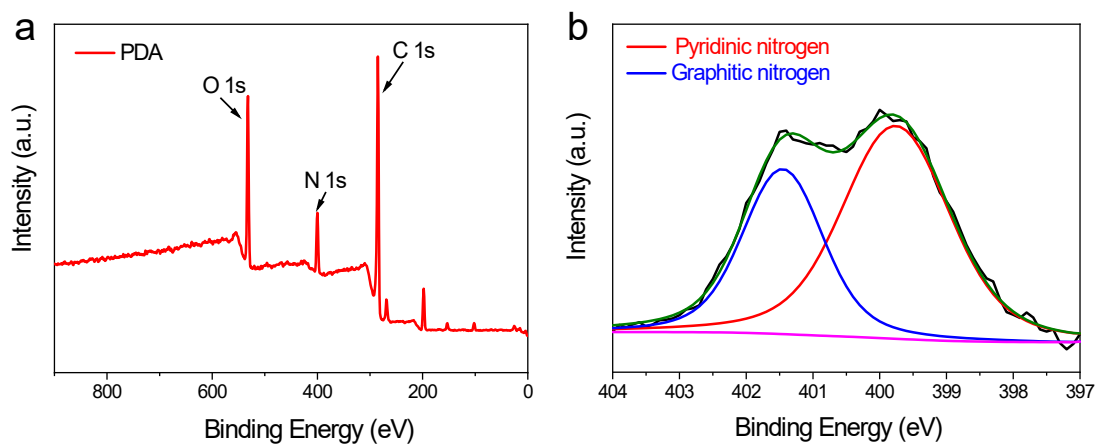 a
PDA
O 1s
N 1s
C 1s
Intensity (a.u.)
800
600
400
200
0
Binding Energy (eV)
b
Pyridinic nitrogen
Graphitic nitrogen
Intensity (a.u.)
404
403
402
401
400
399
398
397
Binding Energy (eV)